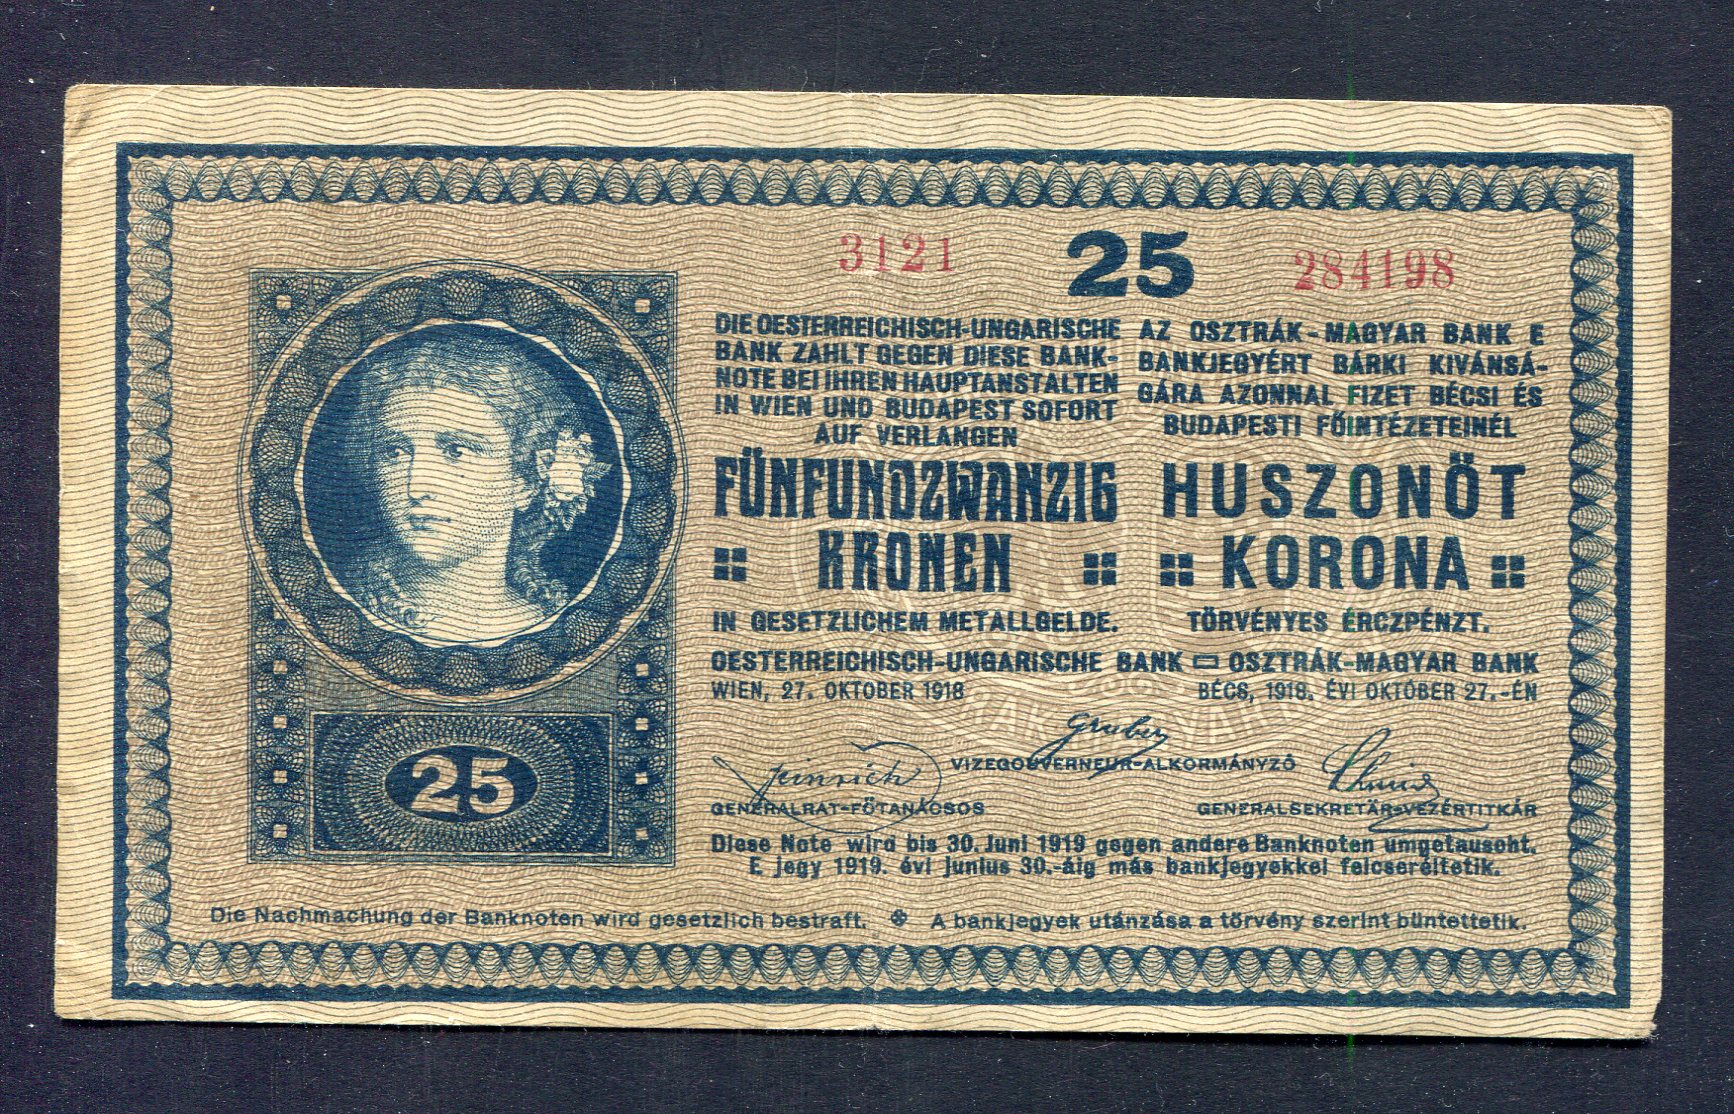 3121 25 284198
DIE OESTERREICHISCH-UNGARISCHE
BANK ZAHLT GEGEN DIESE BANK-
NOTE BEI IHREN HAUPTANSTALTEN
IN WIEN UND BUDAPEST SOFORT
AUF VERLANGEN
FÜNFUNDZWANZIG
KRONEN
IN GESETZLICHEM METALLGELDE.
AZ OSZTRÁK-MAGYAR BANK E
BANKJEGYÉRT BÁRKI KIVÁNSÁ-
GÁRA AZONNAL FIZET BÉCSI ÉS
BUDAPESTI FŐINTÉZETEINÉL
HUSZONÖT
KORONA
TÖRVÉNYES ÉRCZPÉNZT.
OESTERREICHISCH-UNGARISCHE BANK OSZTRÁK-MAGYAR BANK
WIEN, 27. OKTOBER 1918 BÉCS, 1918. ÉVI OKTÓBER 27.-ÉN
Gruber
VIZEGOUVERNEUR-ALKORMÁNYZÓ
GENERALRAT-FŐTANÁCSOS GENERALSEKRETÄR-VEZÉRTITKÁR
25
Diese Note wird bis 30. Juni 1919 gegen andere Banknoten umgetauscht.
E jegy 1919. évi junius 30.-áig más bankjegyekkel felcseréltetik.
Die Nachmachung der Banknoten wird gesetzlich bestraft. A bankjegyek utánzása a törvény szerint büntettetik.